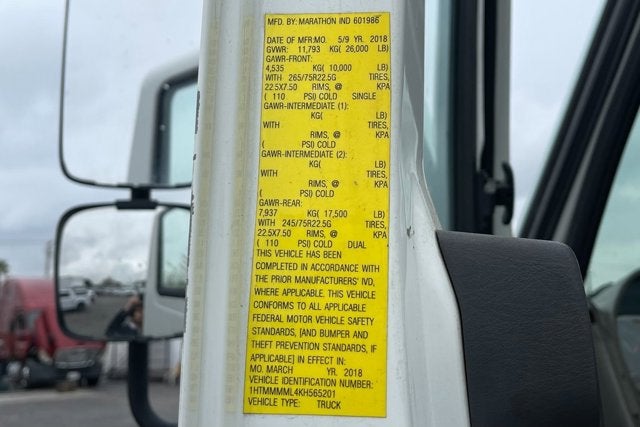 MFD. BY: MARATHON IND 601986
DATE OF MFR:MO. 5/9 YR. 2018
GVWR: 11,793 KG( 26,000 LB)
GAWR-FRONT:
4,535 KG( 10,000 LB)
WITH 265/75R22.5G TIRES,
22.5X7.50 RIMS, @ KPA
( 110 PSI) COLD SINGLE
GAWR-INTERMEDIATE (1):
KG( LB)
WITH TIRES,
RIMS, @ KPA
( PSI) COLD
GAWR-INTERMEDIATE (2):
KG( LB)
WITH TIRES,
RIMS, @ KPA
( PSI) COLD
GAWR-REAR:
7,937 KG( 17,500 LB)
WITH 245/75R22.5G TIRES,
22.5X7.50 RIMS, @ KPA
( 110 PSI) COLD DUAL
THIS VEHICLE HAS BEEN
COMPLETED IN ACCORDANCE WITH
THE PRIOR MANUFACTURERS' IVD,
WHERE APPLICABLE. THIS VEHICLE
CONFORMS TO ALL APPLICABLE
FEDERAL MOTOR VEHICLE SAFETY
STANDARDS, [AND BUMPER AND
THEFT PREVENTION STANDARDS, IF
APPLICABLE] IN EFFECT IN:
MO. MARCH YR. 2018
VEHICLE IDENTIFICATION NUMBER:
1HTMMMML4KH565201
VEHICLE TYPE: TRUCK